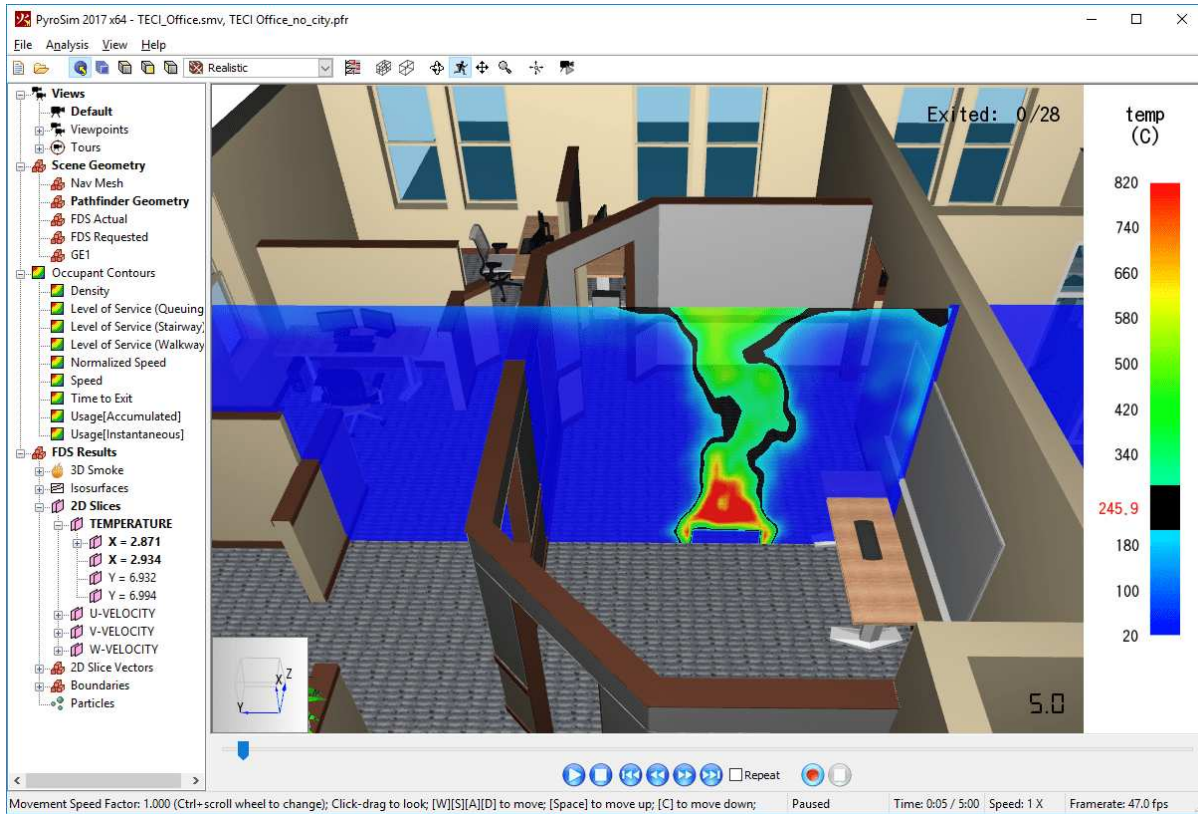 PyroSim 2017 x64 - TECI_Office.smv, TECI Office_no_city.pfr
File Analysis View Help
Realistic
Views
Default
Viewpoints
Tours
Scene Geometry
Nav Mesh
Pathfinder Geometry
FDS Actual
FDS Requested
GE1
Occupant Contours
Density
Level of Service (Queuing
Level of Service (Stairway)
Level of Service (Walkway
Normalized Speed
Speed
Time to Exit
Usage[Accumulated]
Usage[Instantaneous]
FDS Results
3D Smoke
Isosurfaces
2D Slices
TEMPERATURE
X = 2.871
X = 2.934
Y = 6.932
Y = 6.994
U-VELOCITY
V-VELOCITY
W-VELOCITY
2D Slice Vectors
Boundaries
Particles
Exited: 0/28
temp
(C)
820
740
660
580
500
420
340
245.9
180
100
20
X Z
Y
5.0
Repeat
Movement Speed Factor: 1.000 (Ctrl+scroll wheel to change); Click-drag to look; [W][S][A][D] to move; [Space] to move up; [C] to move down; Paused Time: 0:05 / 5:00 Speed: 1 X Framerate: 47.0 fps